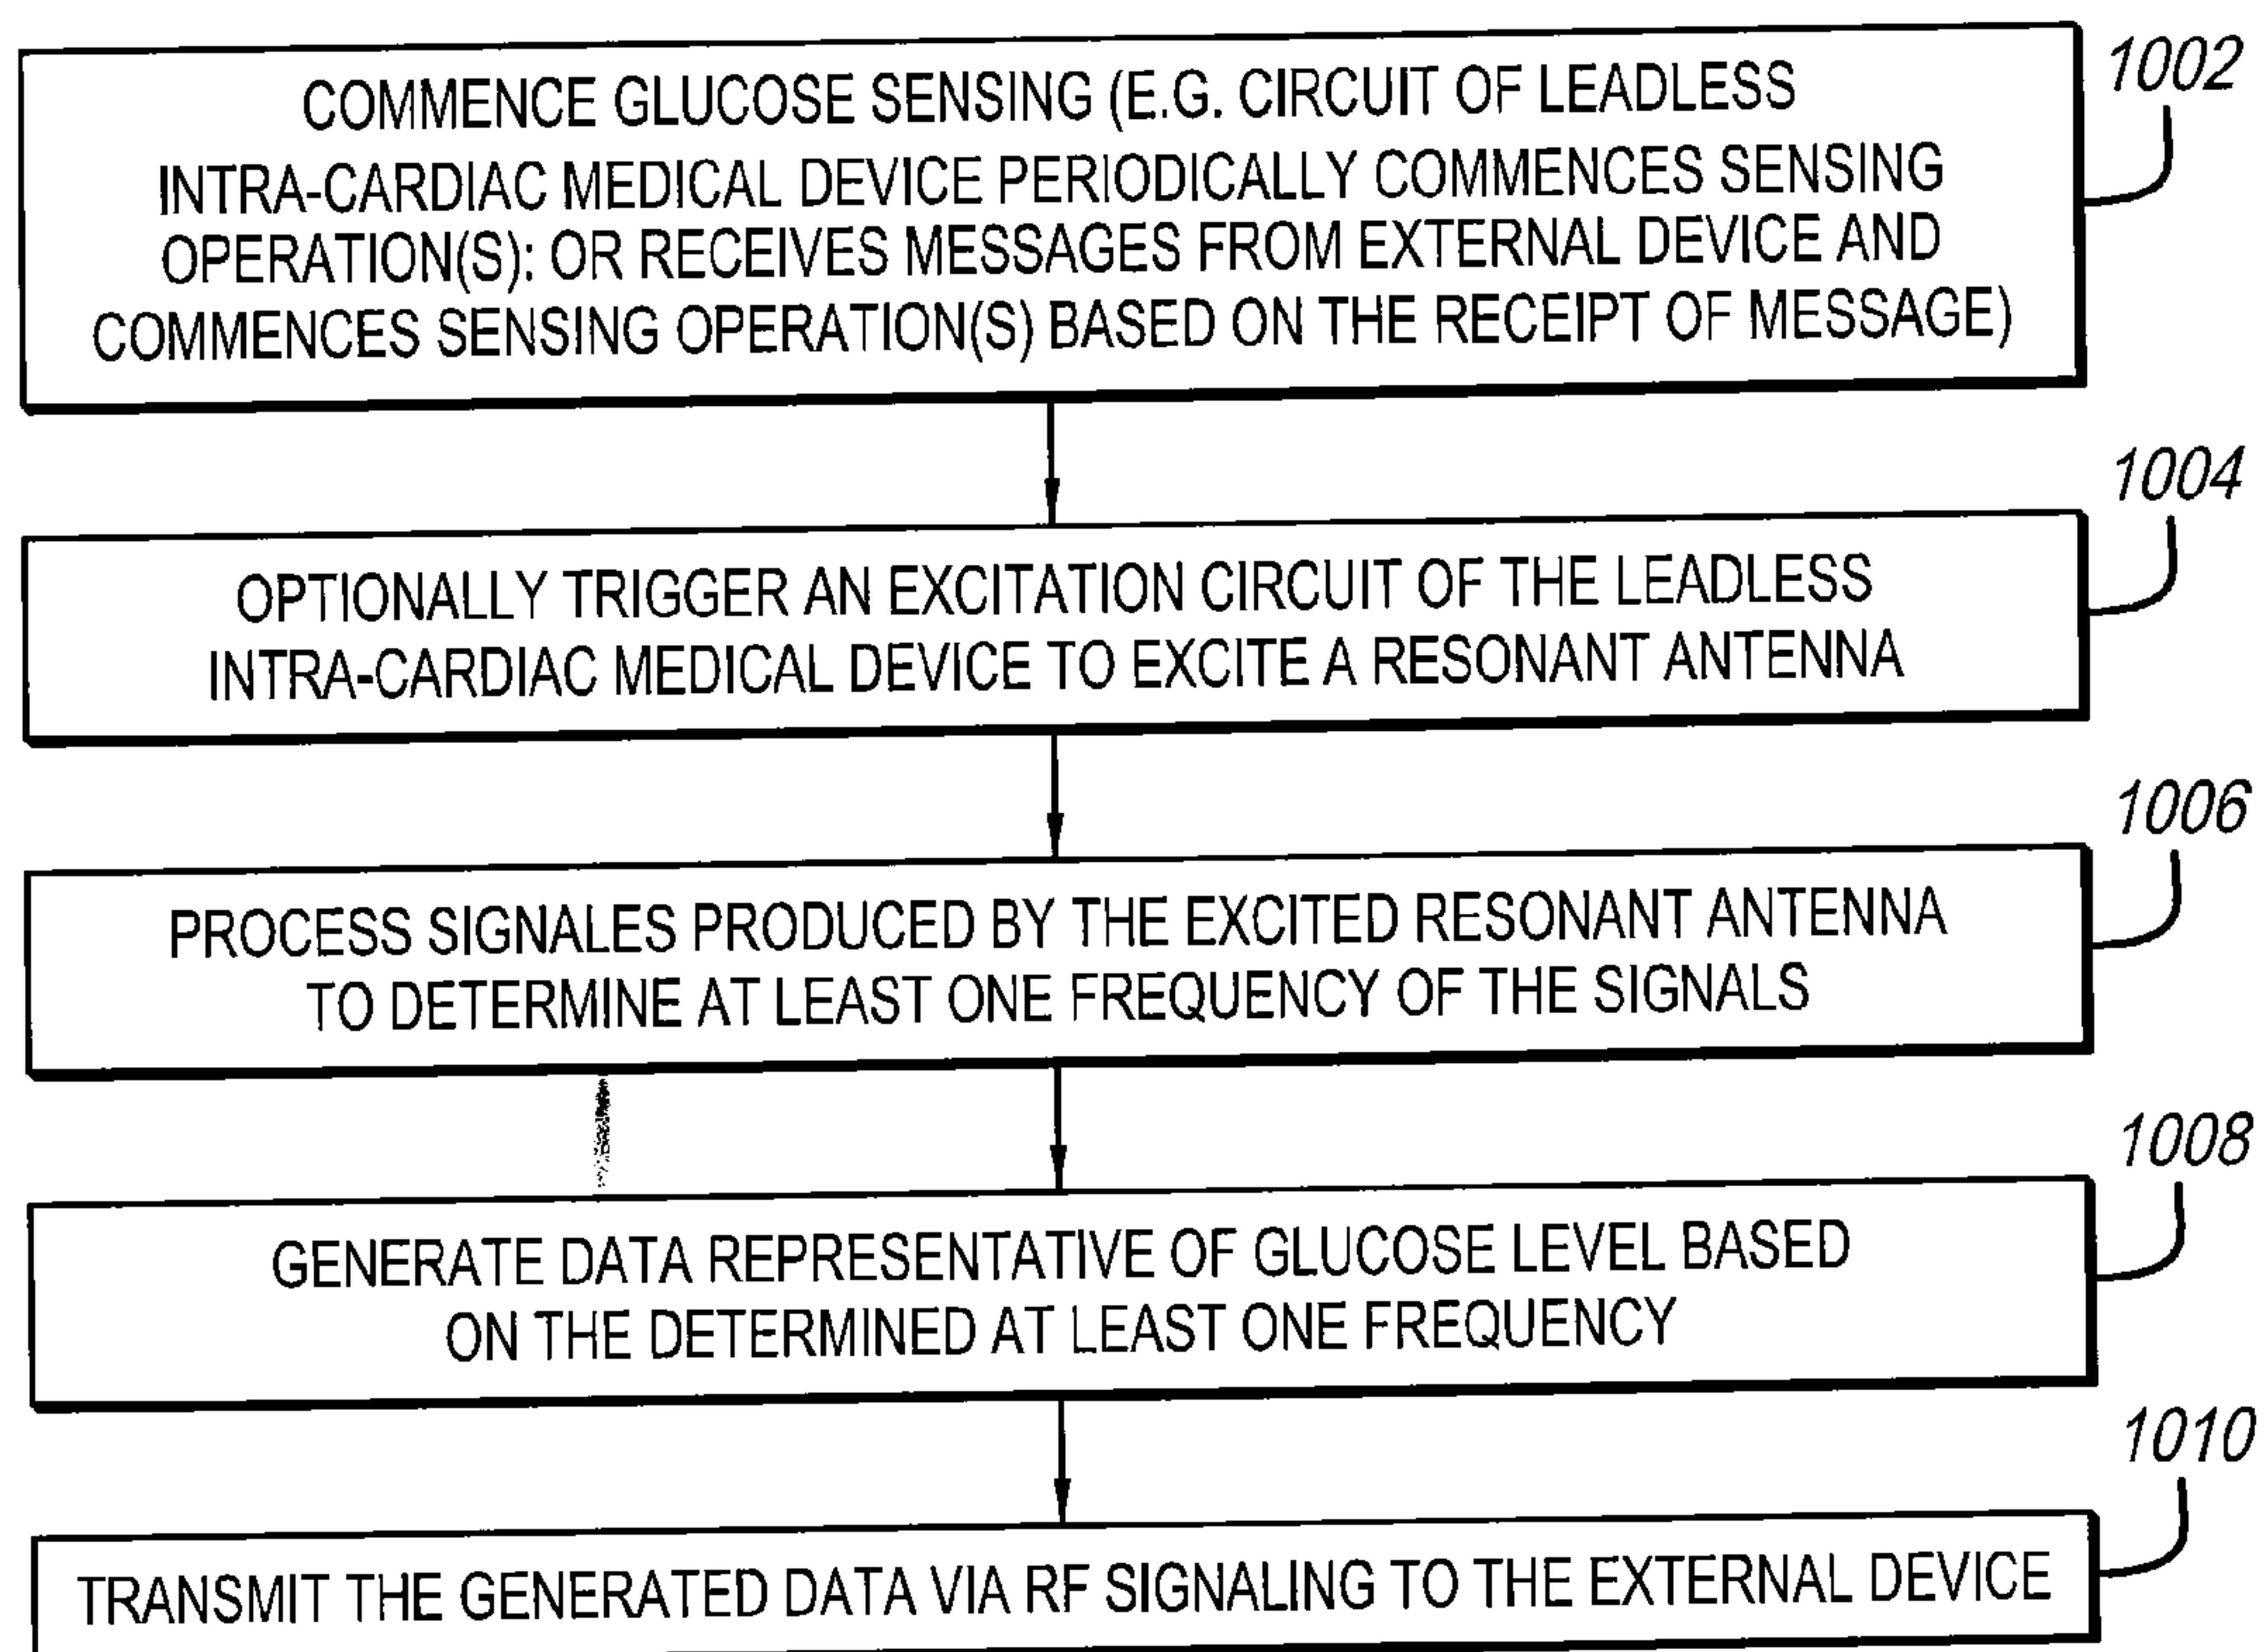 1002
COMMENCE GLUCOSE SENSING (E.G. CIRCUIT OF LEADLESS
INTRA-CARDIAC MEDICAL DEVICE PERIODICALLY COMMENCES SENSING
OPERATION(S): OR RECEIVES MESSAGES FROM EXTERNAL DEVICE AND
COMMENCES SENSING OPERATION(S) BASED ON THE RECEIPT OF MESSAGE)
1004
OPTIONALLY TRIGGER AN EXCITATION CIRCUIT OF THE LEADLESS
INTRA-CARDIAC MEDICAL DEVICE TO EXCITE A RESONANT ANTENNA
1006
PROCESS SIGNALES PRODUCED BY THE EXCITED RESONANT ANTENNA
TO DETERMINE AT LEAST ONE FREQUENCY OF THE SIGNALS
1008
GENERATE DATA REPRESENTATIVE OF GLUCOSE LEVEL BASED
ON THE DETERMINED AT LEAST ONE FREQUENCY
1010
TRANSMIT THE GENERATED DATA VIA RF SIGNALING TO THE EXTERNAL DEVICE